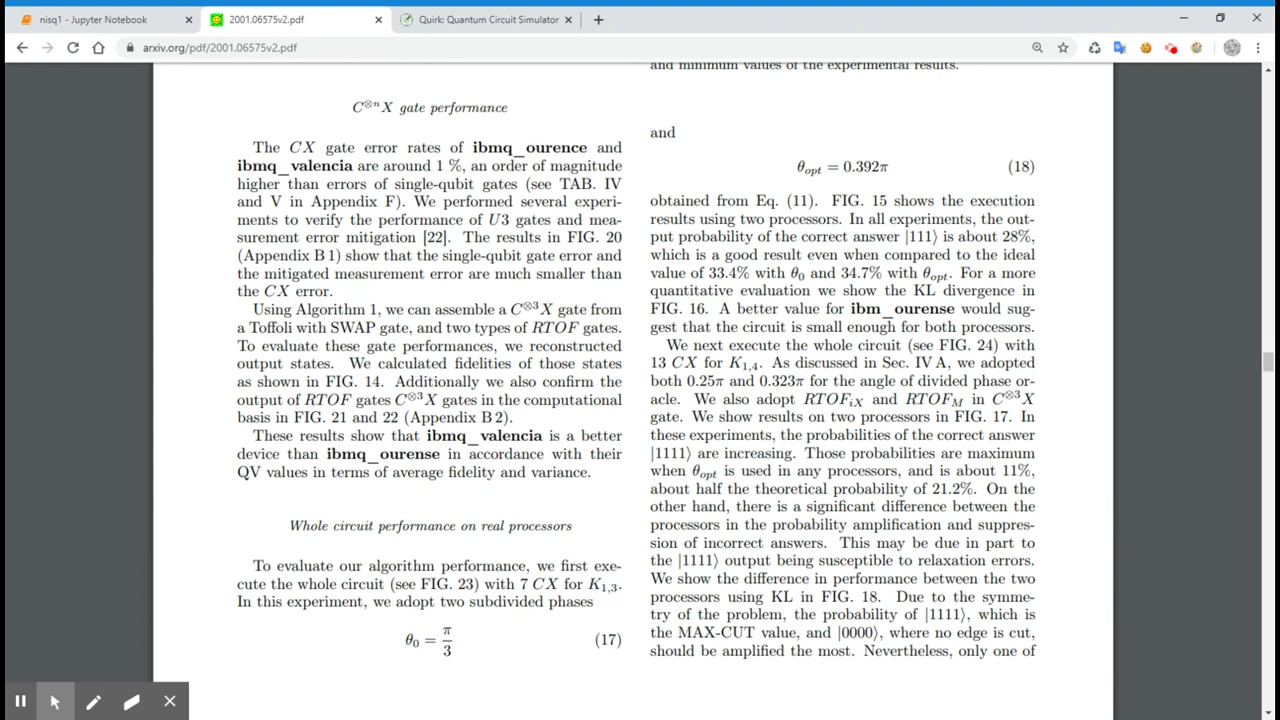 nisq1 - Jupyter Notebook
2001.06575v2.pdf
Quirk: Quantum Circuit Simulator
arxiv.org/pdf/2001.06575v2.pdf
C⊗nX gate performance
The CX gate error rates of ibmq_ourence and
ibmq_valencia are around 1 %, an order of magnitude
higher than errors of single-qubit gates (see TAB. IV
and V in Appendix F). We performed several experi-
ments to verify the performance of U3 gates and mea-
surement error mitigation [22]. The results in FIG. 20
(Appendix B 1) show that the single-qubit gate error and
the mitigated measurement error are much smaller than
the CX error.
Using Algorithm 1, we can assemble a C⊗3X gate from
a Toffoli with SWAP gate, and two types of RTOF gates.
To evaluate these gate performances, we reconstructed
output states. We calculated fidelities of those states
as shown in FIG. 14. Additionally we also confirm the
output of RTOF gates C⊗3X gates in the computational
basis in FIG. 21 and 22 (Appendix B 2).
These results show that ibmq_valencia is a better
device than ibmq_ourense in accordance with their
QV values in terms of average fidelity and variance.
Whole circuit performance on real processors
To evaluate our algorithm performance, we first exe-
cute the whole circuit (see FIG. 23) with 7 CX for K1,3.
In this experiment, we adopt two subdivided phases
θ0 = π/3 (17)
and minimum values of the experimental results.
and
θopt = 0.392π (18)
obtained from Eq. (11). FIG. 15 shows the execution
results using two processors. In all experiments, the out-
put probability of the correct answer |111⟩ is about 28%,
which is a good result even when compared to the ideal
value of 33.4% with θ0 and 34.7% with θopt. For a more
quantitative evaluation we show the KL divergence in
FIG. 16. A better value for ibm_ourense would sug-
gest that the circuit is small enough for both processors.
We next execute the whole circuit (see FIG. 24) with
13 CX for K1,4. As discussed in Sec. IV A, we adopted
both 0.25π and 0.323π for the angle of divided phase or-
acle. We also adopt RTOFiX and RTOFM in C⊗3X
gate. We show results on two processors in FIG. 17. In
these experiments, the probabilities of the correct answer
|1111⟩ are increasing. Those probabilities are maximum
when θopt is used in any processors, and is about 11%,
about half the theoretical probability of 21.2%. On the
other hand, there is a significant difference between the
processors in the probability amplification and suppres-
sion of incorrect answers. This may be due in part to
the |1111⟩ output being susceptible to relaxation errors.
We show the difference in performance between the two
processors using KL in FIG. 18. Due to the symme-
try of the problem, the probability of |1111⟩, which is
the MAX-CUT value, and |0000⟩, where no edge is cut,
should be amplified the most. Nevertheless, only one of